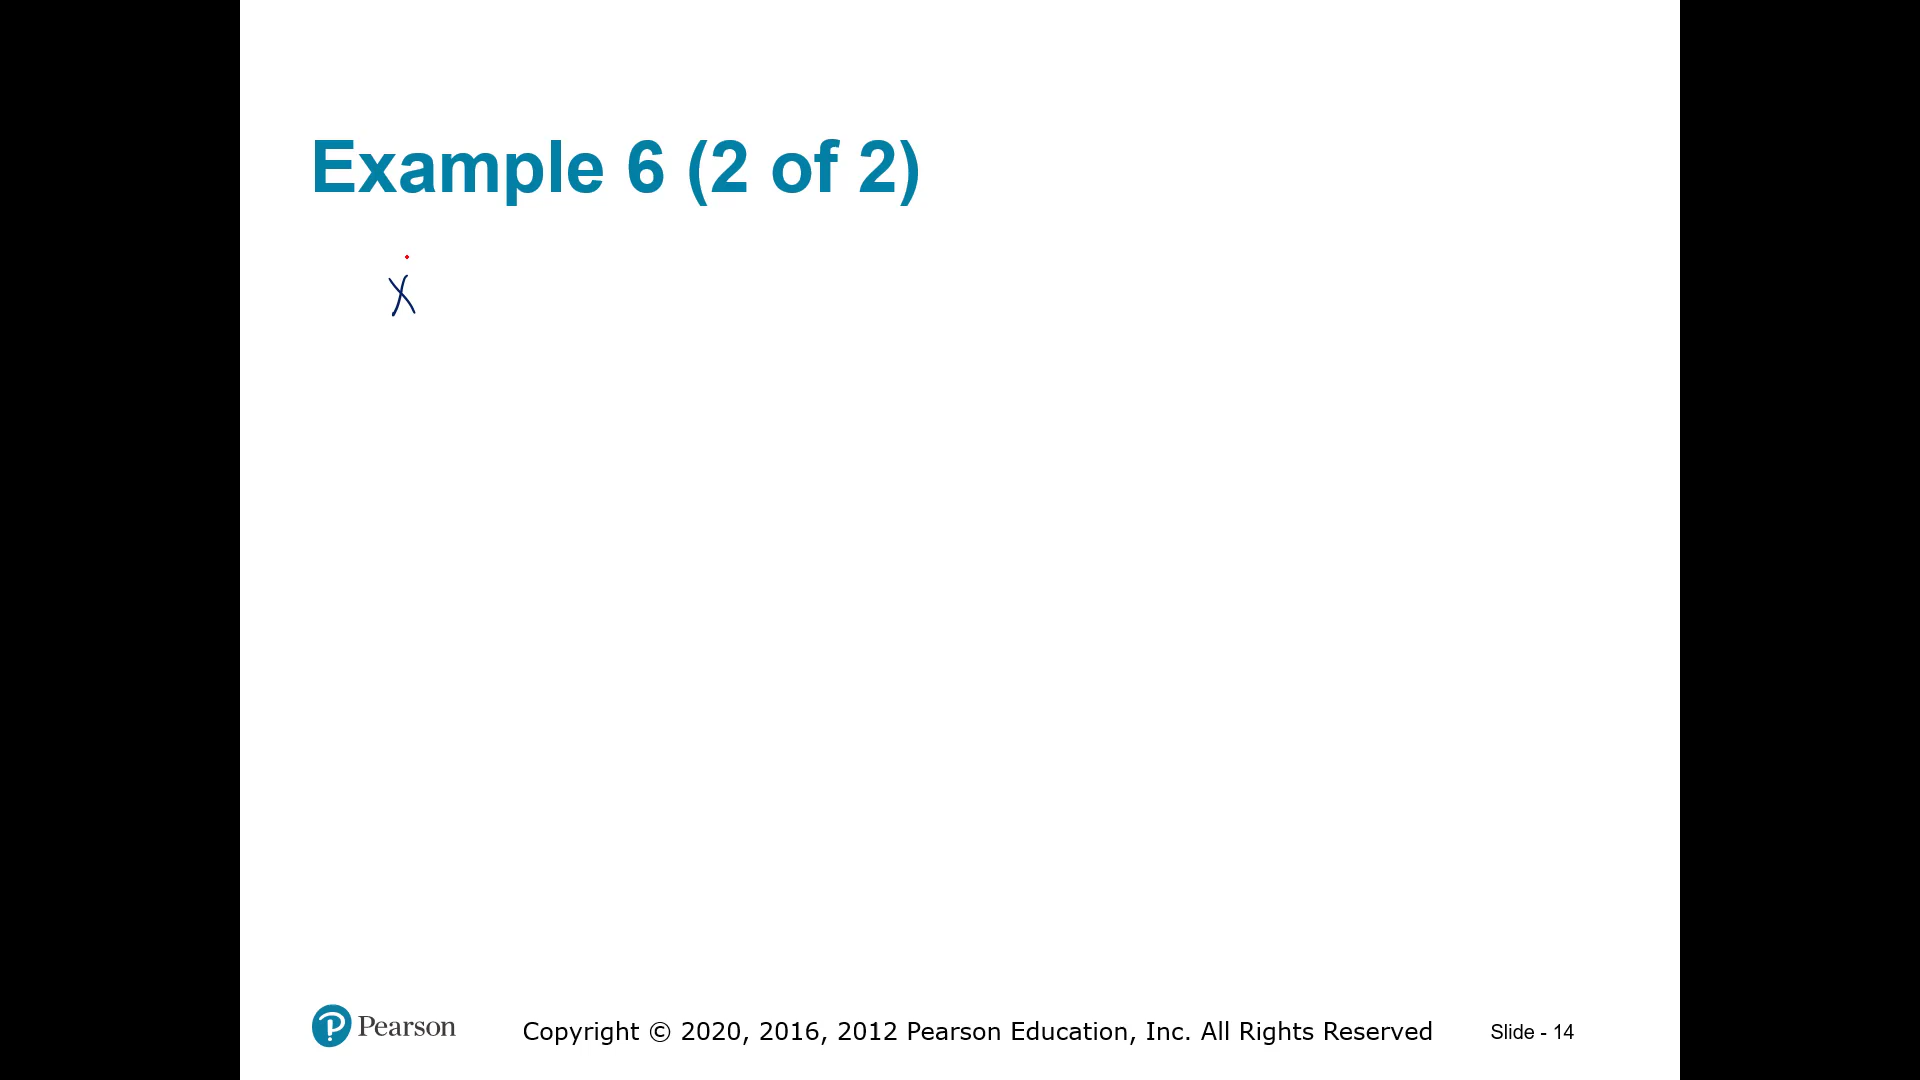 Example 6 (2 of 2)
x
Pearson
Copyright © 2020, 2016, 2012 Pearson Education, Inc. All Rights Reserved
Slide - 14